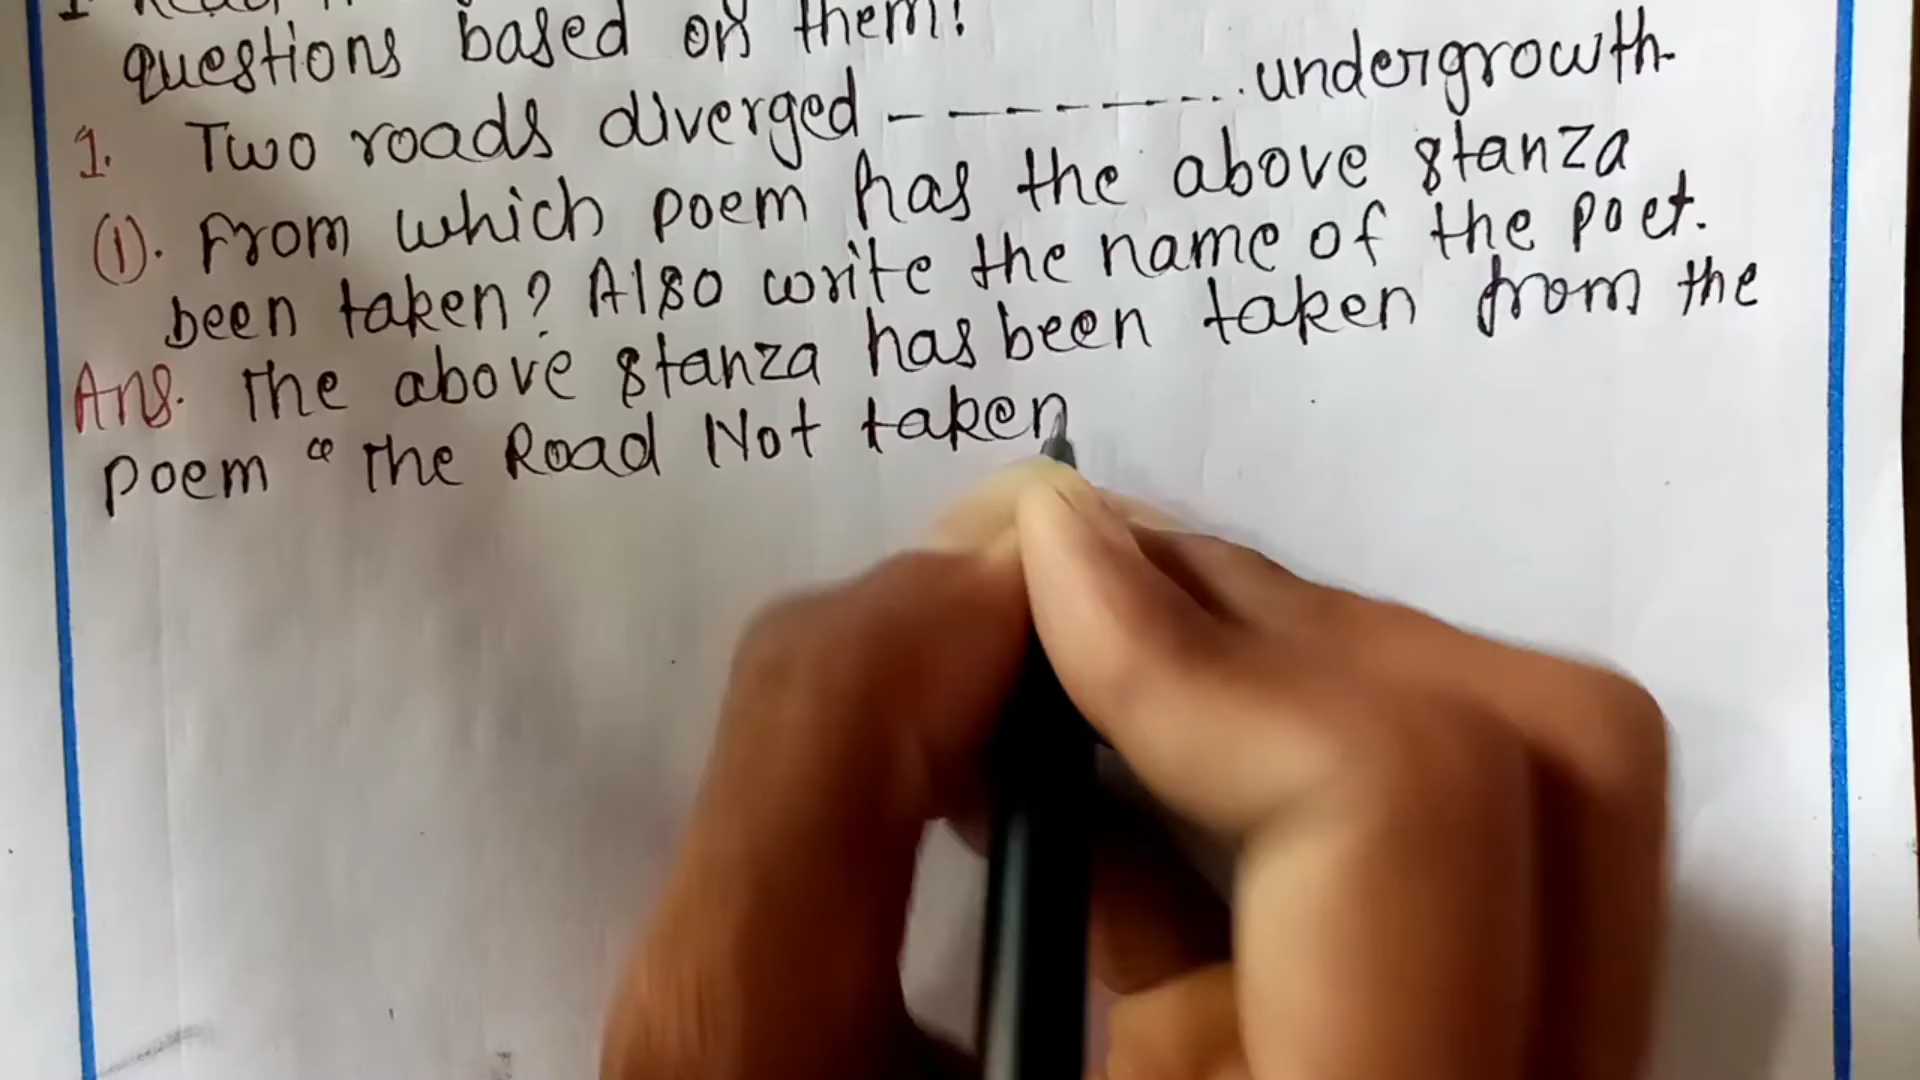 questions based on them!
1. Two roads diverged - - - - - - - - .. undergrowth
(1). From which poem has the above stanza
been taken? Also write the name of the poet.
Ans. The above stanza has been taken from the
poem "The Road Not taken